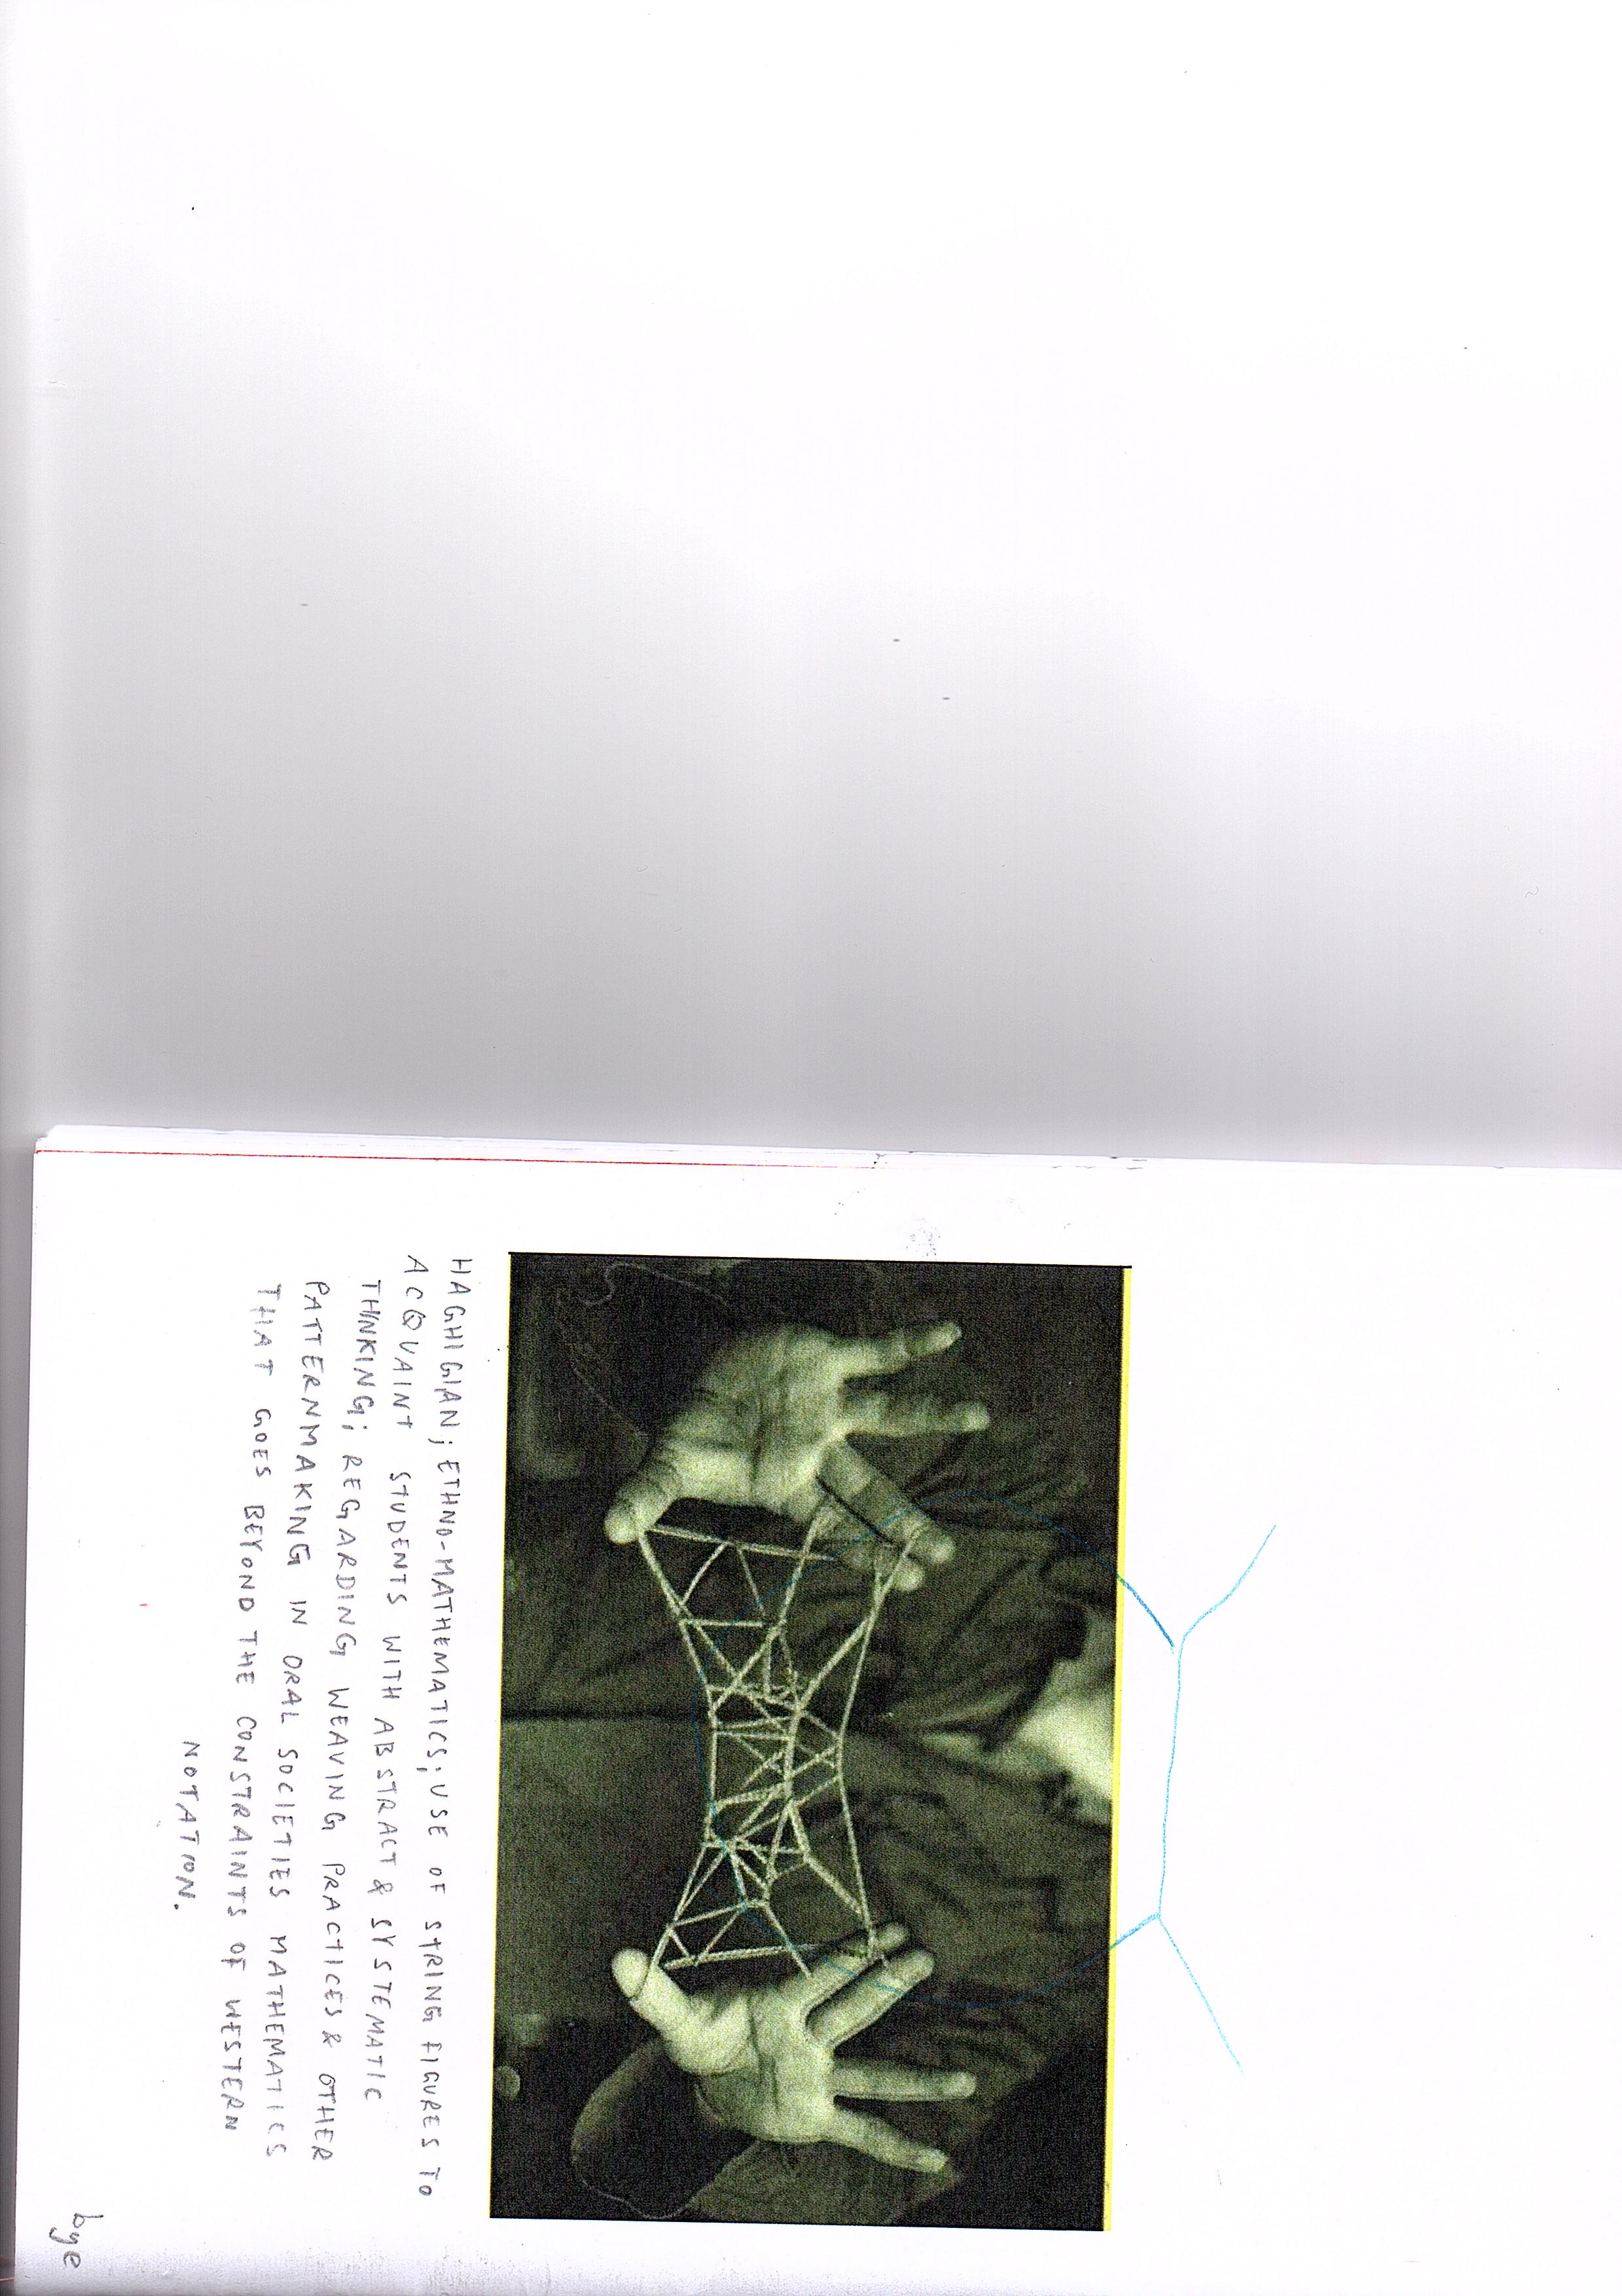 HAGHIGIAN; ETHNO-MATHEMATICS; USE OF STRING FIGURES TO
ACQUAINT STUDENTS WITH ABSTRACT & SYSTEMATIC
THINKING; REGARDING WEAVING PRACTICES & OTHER
PATTERNMAKING IN ORAL SOCIETIES MATHEMATICS
THAT GOES BEYOND THE CONSTRAINTS OF WESTERN
NOTATION.
bye